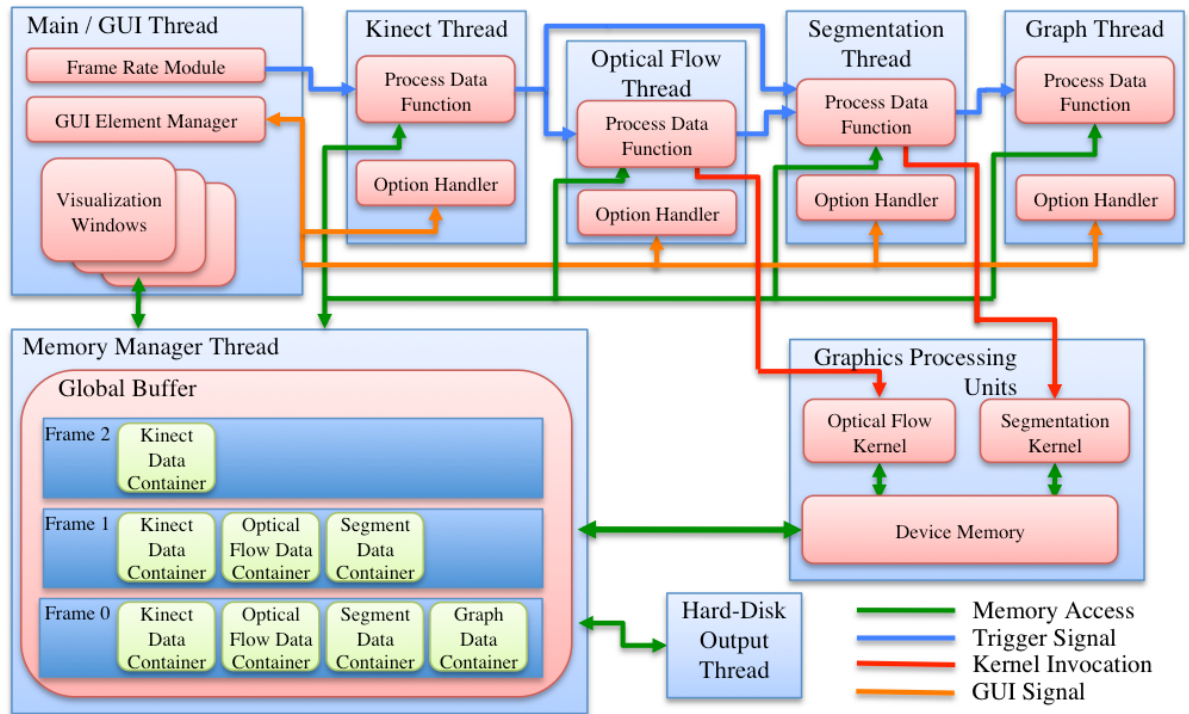 Main / GUI Thread
Frame Rate Module
GUI Element Manager
Visualization
Windows
Kinect Thread
Process Data
Function
Option Handler
Optical Flow
Thread
Process Data
Function
Option Handler
Segmentation
Thread
Process Data
Function
Option Handler
Graph Thread
Process Data
Function
Option Handler
Memory Manager Thread
Global Buffer
Frame 2
Kinect
Data
Container
Frame 1
Kinect
Data
Container
Optical
Flow Data
Container
Segment
Data
Container
Frame 0
Kinect
Data
Container
Optical
Flow Data
Container
Segment
Data
Container
Graph
Data
Container
Graphics Processing
Units
Optical Flow
Kernel
Segmentation
Kernel
Device Memory
Hard-Disk
Output
Thread
Memory Access
Trigger Signal
Kernel Invocation
GUI Signal